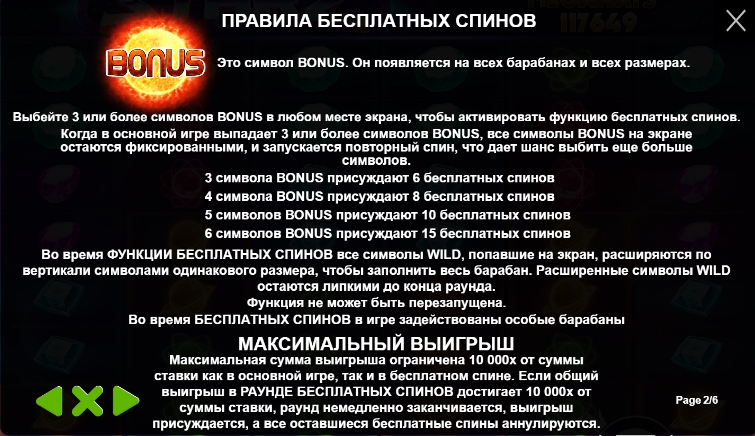 ПРАВИЛА БЕСПЛАТНЫХ СПИНОВ
117649
BONUS
Это символ BONUS. Он появляется на всех барабанах и всех размерах.
Выбейте 3 или более символов BONUS в любом месте экрана, чтобы активировать функцию бесплатных спинов.
Когда в основной игре выпадает 3 или более символов BONUS, все символы BONUS на экране
остаются фиксированными, и запускается повторный спин, что дает шанс выбить еще больше
символов.
3 символа BONUS присуждают 6 бесплатных спинов
4 символа BONUS присуждают 8 бесплатных спинов
5 символов BONUS присуждают 10 бесплатных спинов
6 символов BONUS присуждают 15 бесплатных спинов
Во время ФУНКЦИИ БЕСПЛАТНЫХ СПИНОВ все символы WILD, попавшие на экран, расширяются по
вертикали символами одинакового размера, чтобы заполнить весь барабан. Расширенные символы WILD
остаются липкими до конца раунда.
Функция не может быть перезапущена.
Во время БЕСПЛАТНЫХ СПИНОВ в игре задействованы особые барабаны
МАКСИМАЛЬНЫЙ ВЫИГРЫШ
Максимальная сумма выигрыша ограничена 10 000x от суммы
ставки как в основной игре, так и в бесплатном спине. Если общий
выигрыш в РАУНДЕ БЕСПЛАТНЫХ СПИНОВ достигает 10 000x от
суммы ставки, раунд немедленно заканчивается, выигрыш
присуждается, а все оставшиеся бесплатные спины аннулируются.
Page 2/6